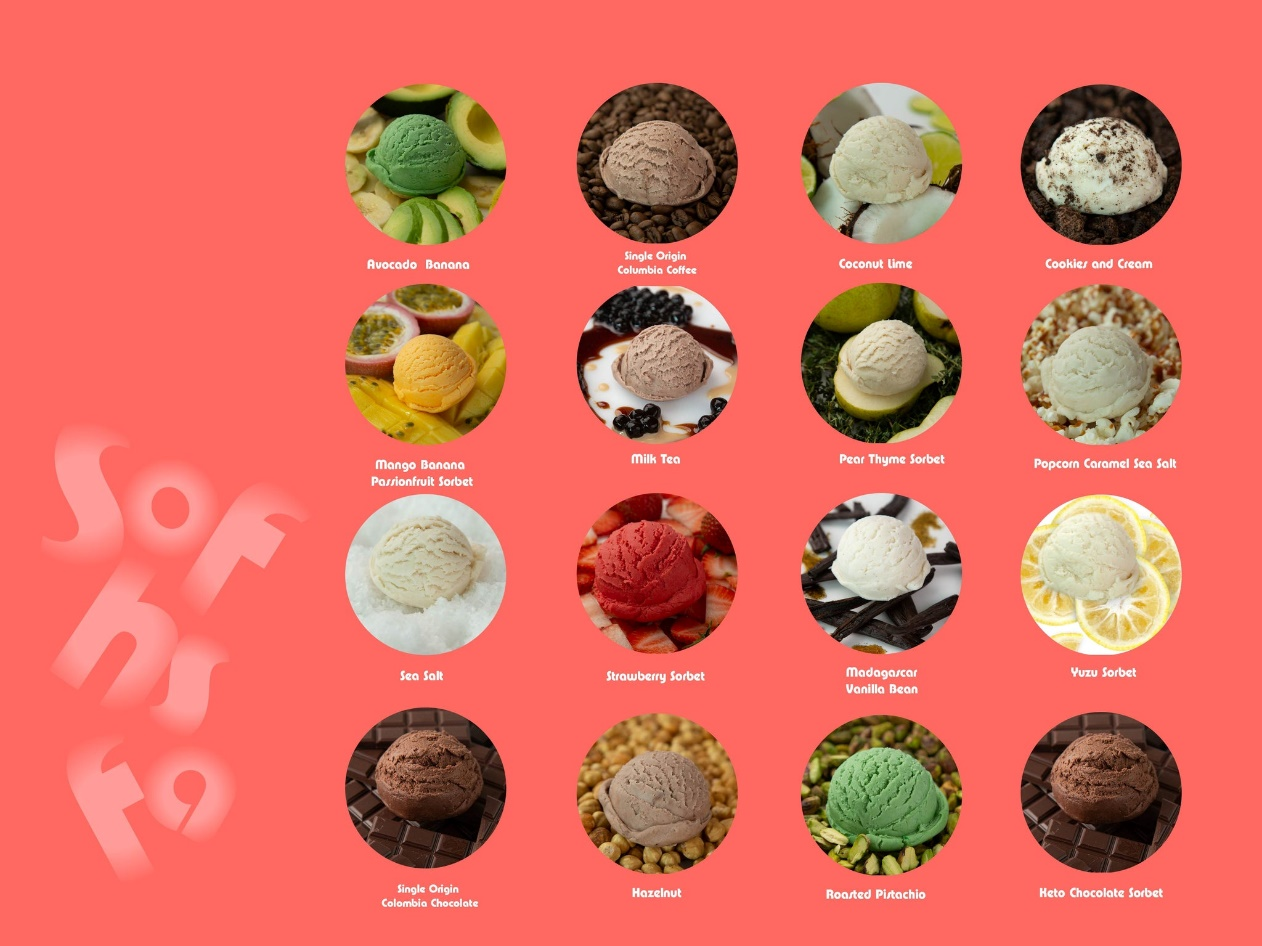 Avocado Banana
Single Origin
Columbia Coffee
Coconut Lime
Cookies and Cream
Mango Banana
Passionfruit Sorbet
Milk Tea
Pear Thyme Sorbet
Popcorn Caramel Sea Salt
Sea Salt
Strawberry Sorbet
Madagascar
Vanilla Bean
Yuzu Sorbet
Single Origin
Colombia Chocolate
Hazelnut
Roasted Pistachio
Keto Chocolate Sorbet